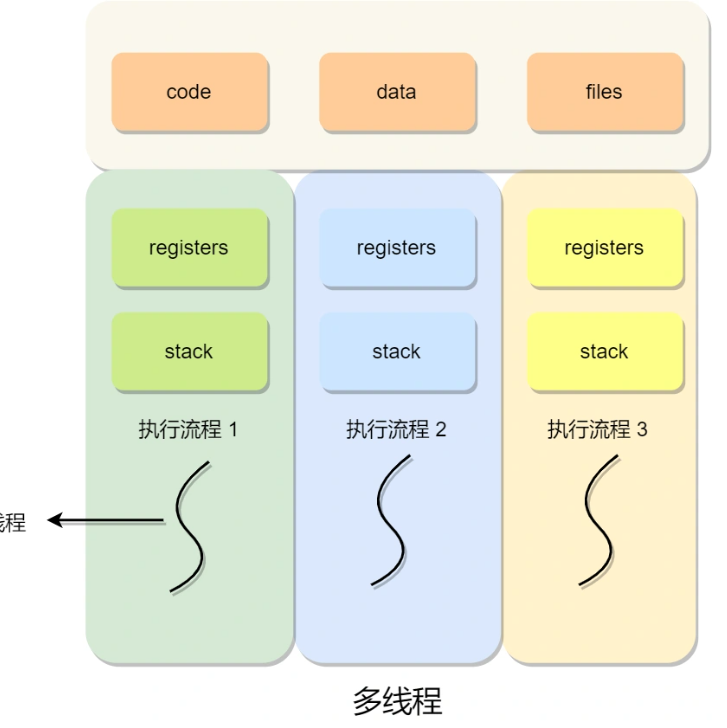 code
data
files
registers
registers
registers
stack
stack
stack
执行流程 1
执行流程 2
执行流程 3
线程
多线程